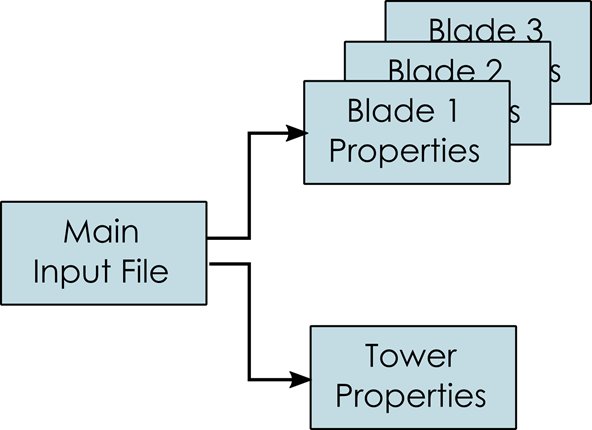 Blade 3
s
Blade 2
s
Blade 1
Properties
Main
Input File
Tower
Properties